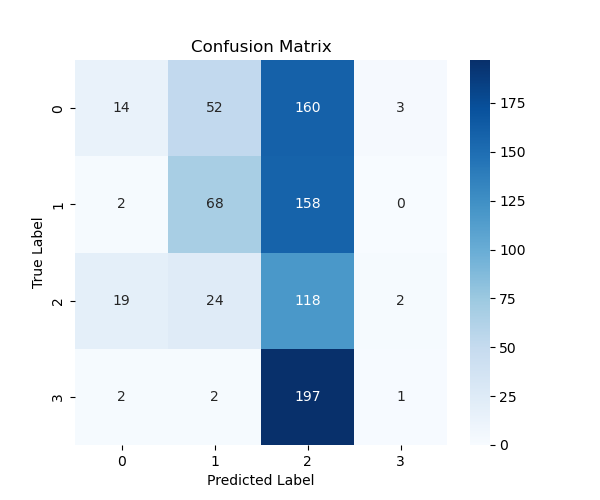 Confusion Matrix
True Label
0 14 52 160 3
1 2 68 158 0
2 19 24 118 2
3 2 2 197 1
0 1 2 3
Predicted Label
175
150
125
100
75
50
25
0